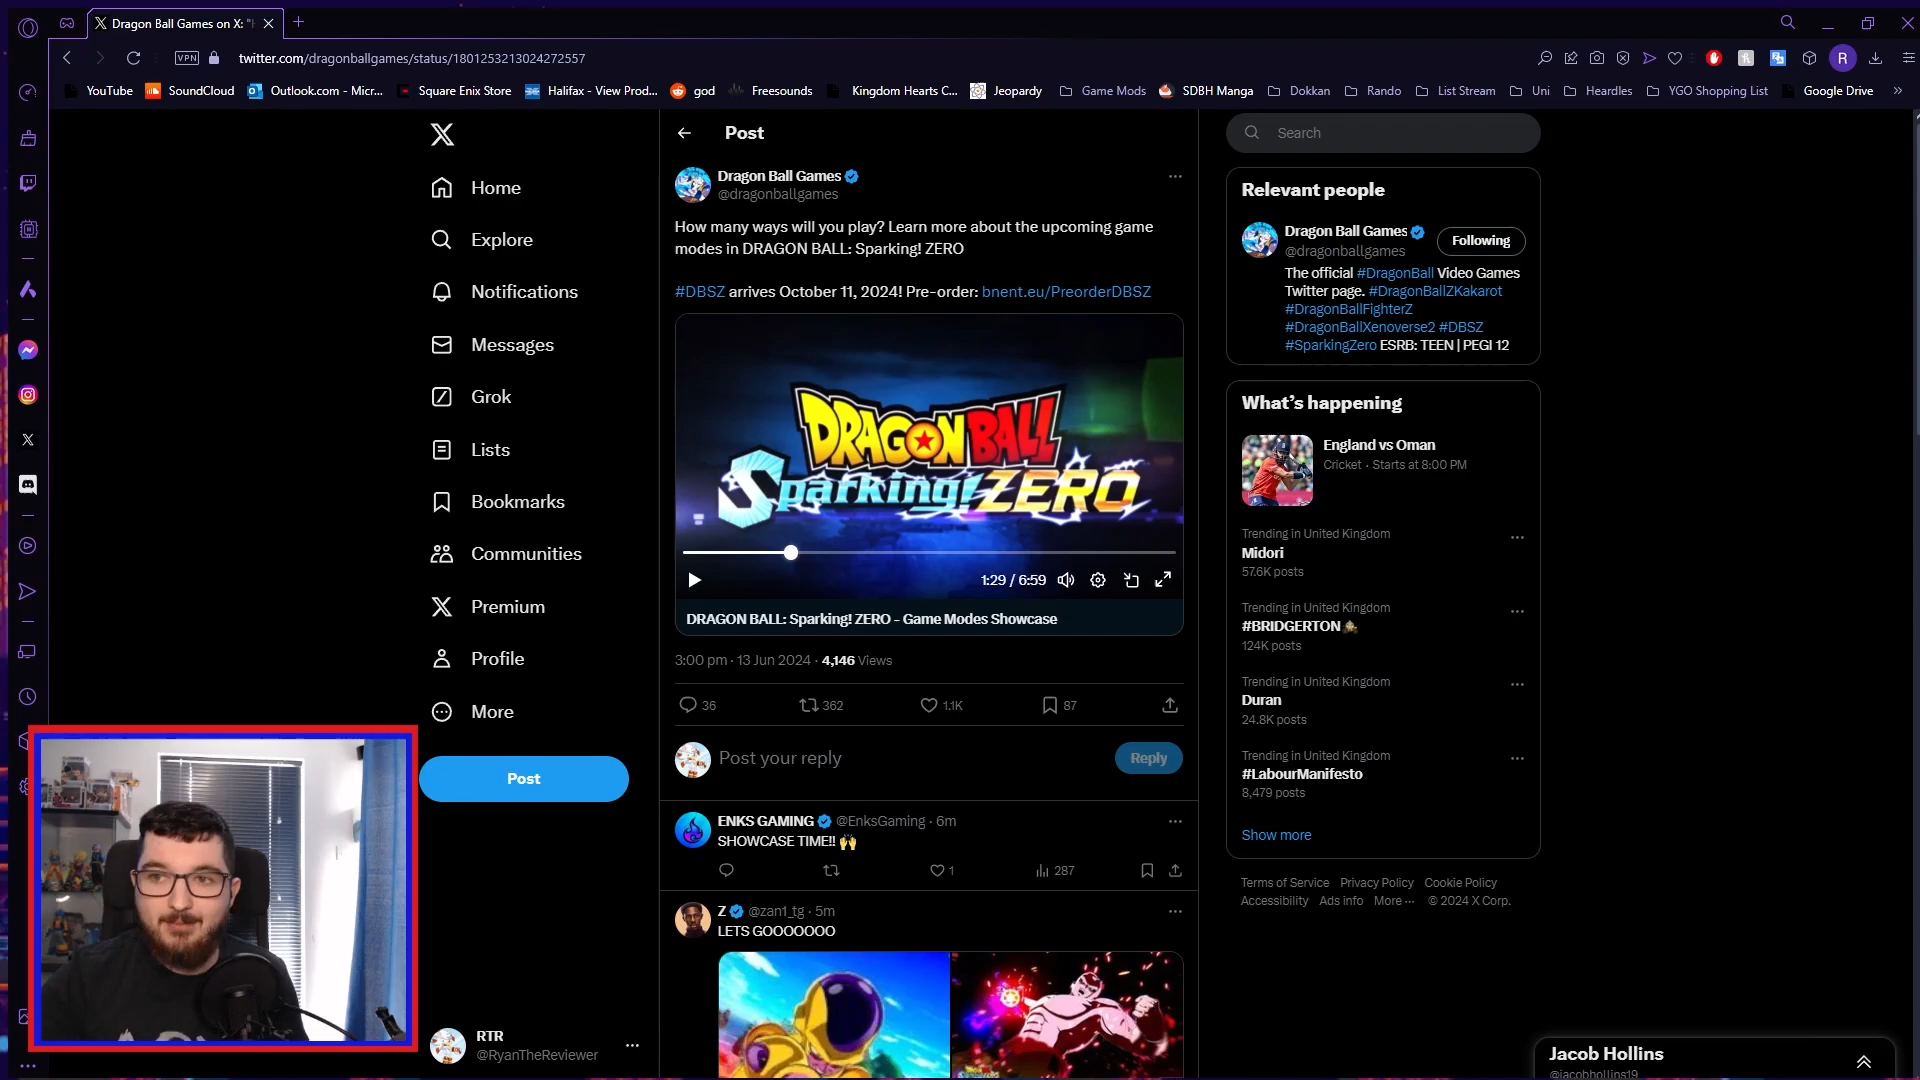 Dragon Ball Games on X: "
VPN
twitter.com/dragonballgames/status/1801253213024272557
R
YouTube
SoundCloud
Outlook.com - Micr...
Square Enix Store
Halifax - View Prod...
god
Freesounds
Kingdom Hearts C...
Jeopardy
Game Mods
SDBH Manga
Dokkan
Rando
List Stream
Uni
Heardles
YGO Shopping List
Google Drive
Home
Explore
Notifications
Messages
Grok
Lists
Bookmarks
Communities
Premium
Profile
More
Post
RTR
@RyanTheReviewer
Post
Dragon Ball Games
@dragonballgames
How many ways will you play? Learn more about the upcoming game
modes in DRAGON BALL: Sparking! ZERO
#DBSZ arrives October 11, 2024! Pre-order: bnent.eu/PreorderDBSZ
DRAGON BALL
Sparking! ZERO
1:29 / 6:59
DRAGON BALL: Sparking! ZERO - Game Modes Showcase
3:00 pm · 13 Jun 2024 · 4,146 Views
36
362
1.1K
87
Post your reply
Reply
ENKS GAMING @EnksGaming · 6m
SHOWCASE TIME!! 🙌
1
287
Z @zan1_tg · 5m
LETS GOOOOOOO
Search
Relevant people
Dragon Ball Games
@dragonballgames
Following
The official #DragonBall Video Games
Twitter page. #DragonBallZKakarot
#DragonBallFighterZ
#DragonBallXenoverse2 #DBSZ
#SparkingZero ESRB: TEEN | PEGI 12
What's happening
England vs Oman
Cricket · Starts at 8:00 PM
Trending in United Kingdom
Midori
57.6K posts
Trending in United Kingdom
#BRIDGERTON
124K posts
Trending in United Kingdom
Duran
24.8K posts
Trending in United Kingdom
#LabourManifesto
8,479 posts
Show more
Terms of Service Privacy Policy Cookie Policy
Accessibility Ads info More ··· © 2024 X Corp.
Jacob Hollins
@jacobhollins19